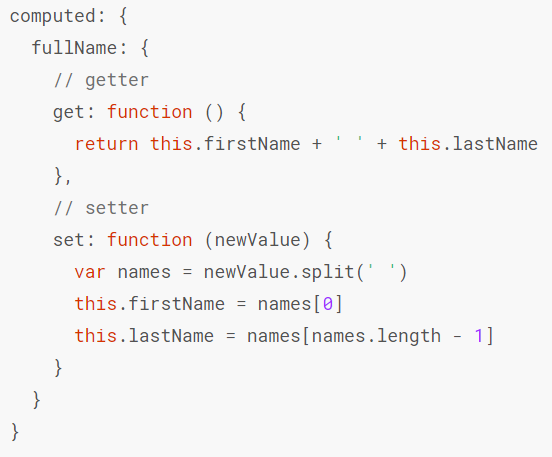 computed: {
  fullName: {
    // getter
    get: function () {
      return this.firstName + ' ' + this.lastName
    },
    // setter
    set: function (newValue) {
      var names = newValue.split(' ')
      this.firstName = names[0]
      this.lastName = names[names.length - 1]
    }
  }
}